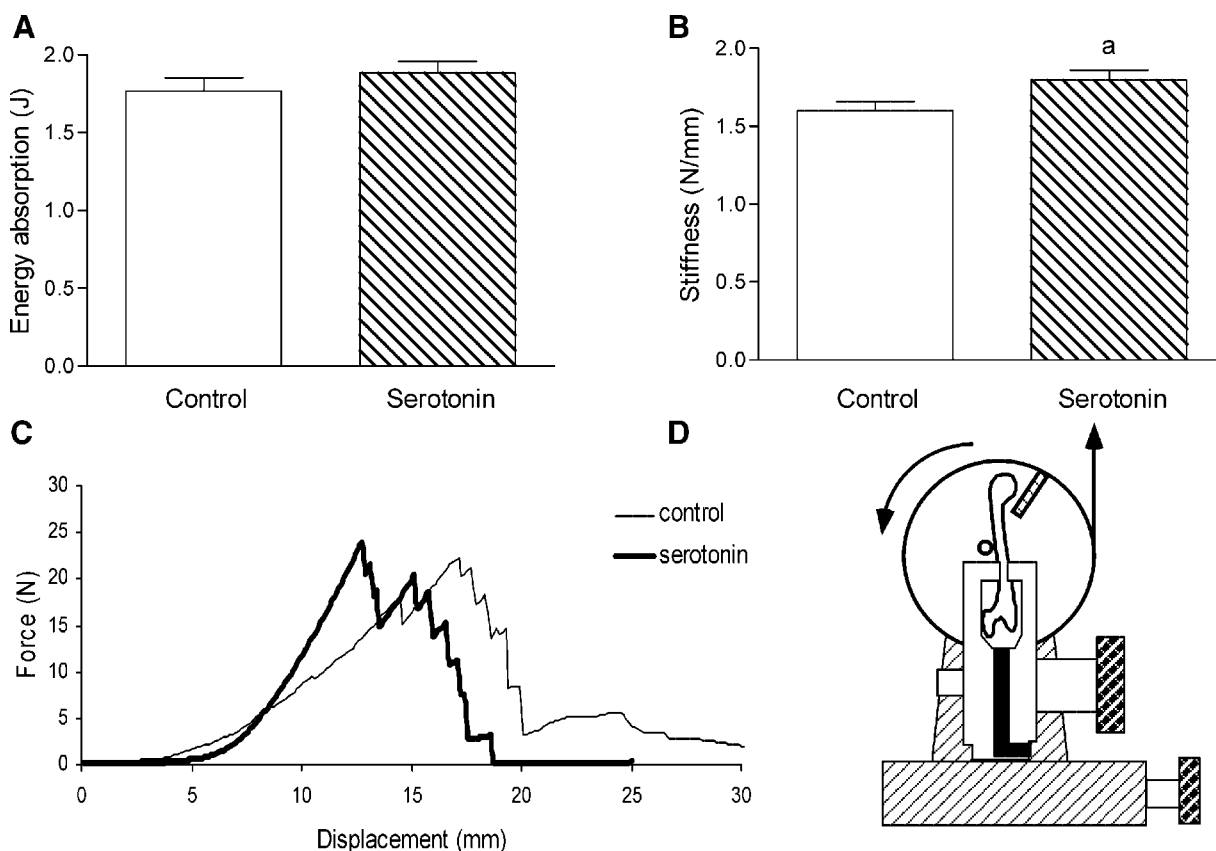 A
Energy absorption (J)
2.0
1.5
1.0
0.5
0.0
Control Serotonin
B
Stiffness (N/mm)
2.0
1.5
1.0
0.5
0.0
a
Control Serotonin
C
Force (N)
30
25
20
15
10
5
0
control
serotonin
0 5 10 15 20 25 30
Displacement (mm)
D